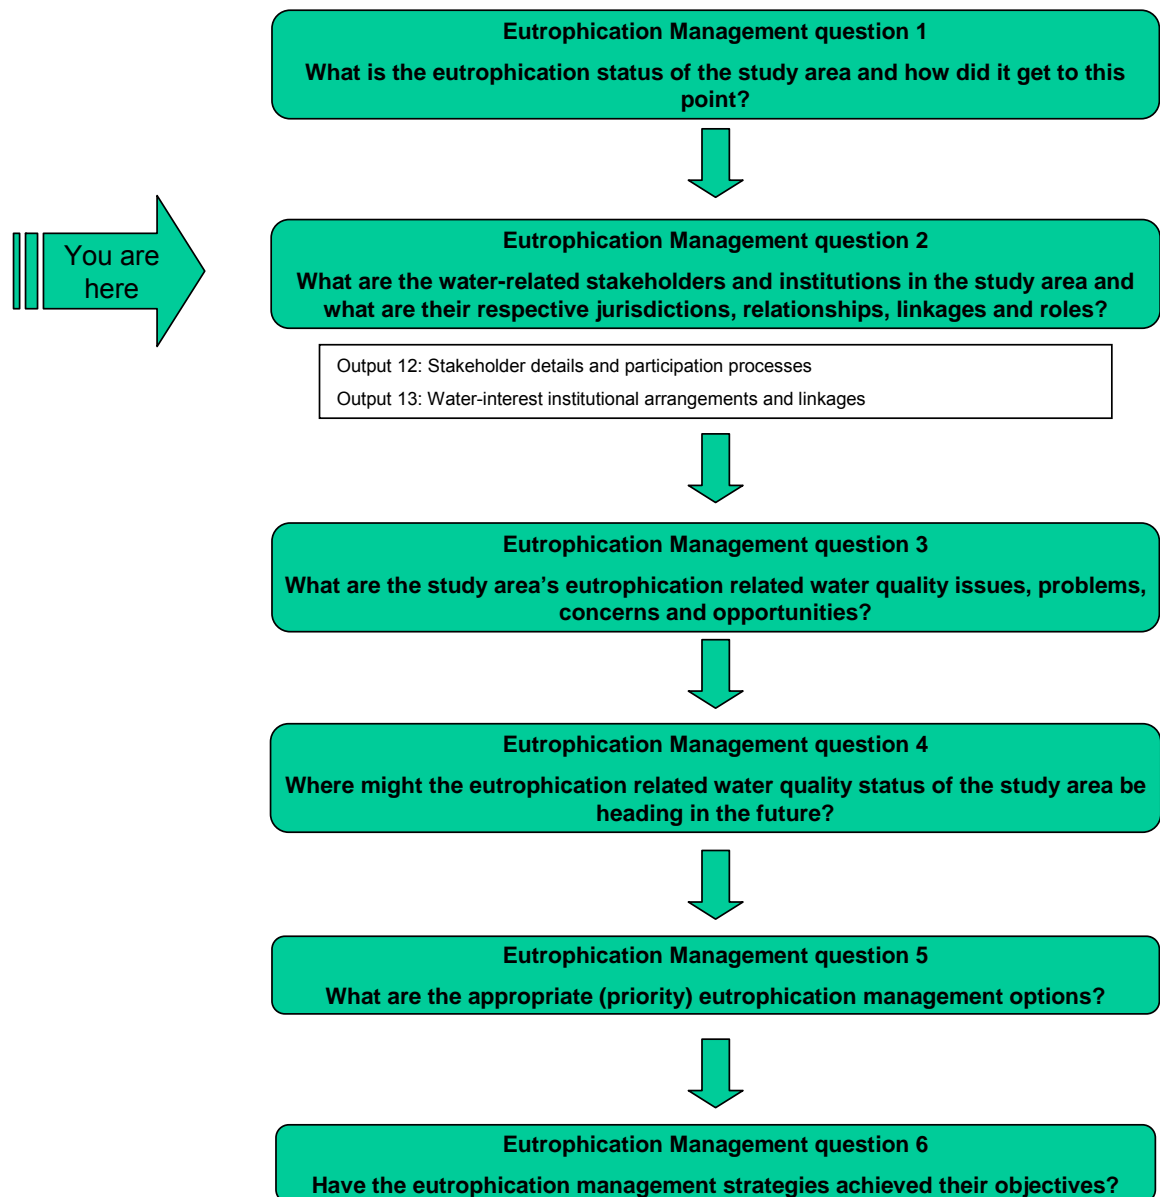 Eutrophication Management question 1
What is the eutrophication status of the study area and how did it get to this
point?
You are
here
Eutrophication Management question 2
What are the water-related stakeholders and institutions in the study area and
what are their respective jurisdictions, relationships, linkages and roles?
Output 12: Stakeholder details and participation processes
Output 13: Water-interest institutional arrangements and linkages
Eutrophication Management question 3
What are the study area’s eutrophication related water quality issues, problems,
concerns and opportunities?
Eutrophication Management question 4
Where might the eutrophication related water quality status of the study area be
heading in the future?
Eutrophication Management question 5
What are the appropriate (priority) eutrophication management options?
Eutrophication Management question 6
Have the eutrophication management strategies achieved their objectives?